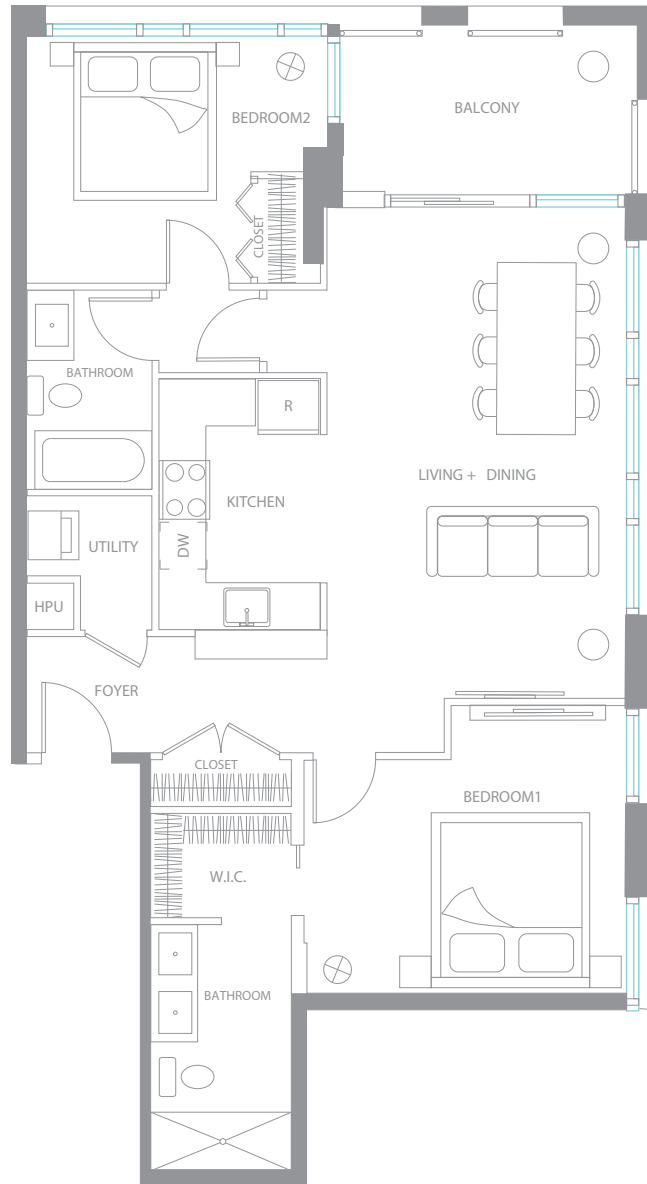 BEDROOM2
BALCONY
CLOSET
BATHROOM
R
LIVING + DINING
KITCHEN
DW
UTILITY
HPU
FOYER
CLOSET
BEDROOM1
W.I.C.
BATHROOM